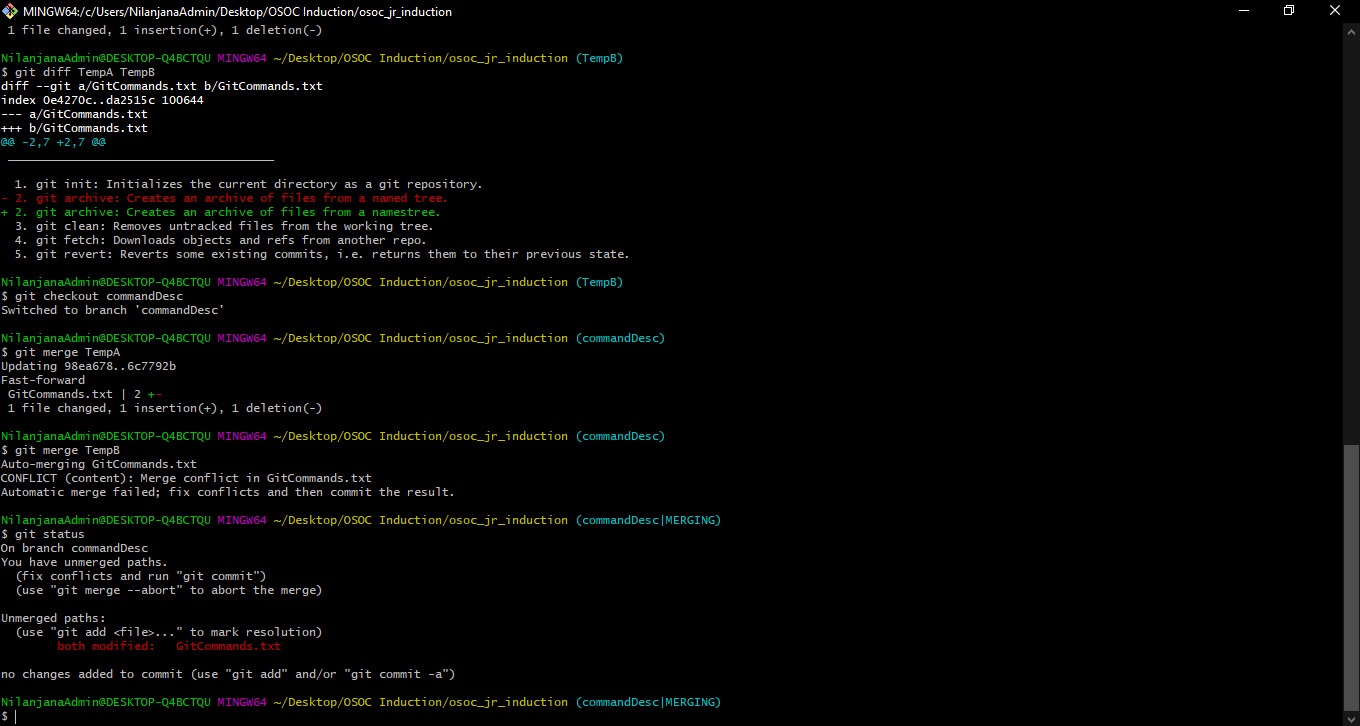 MINGW64:/c/Users/NilanjanaAdmin/Desktop/OSOC Induction/osoc_jr_induction
 1 file changed, 1 insertion(+), 1 deletion(-)
NilanjanaAdmin@DESKTOP-Q4BCTQU MINGW64 ~/Desktop/OSOC Induction/osoc_jr_induction (TempB)
$ git diff TempA TempB
diff --git a/GitCommands.txt b/GitCommands.txt
index 0e4270c..da2515c 100644
--- a/GitCommands.txt
+++ b/GitCommands.txt
@@ -2,7 +2,7 @@
 ______________________________________
  1. git init: Initializes the current directory as a git repository.
- 2. git archive: Creates an archive of files from a named tree.
+ 2. git archive: Creates an archive of files from a namestree.
  3. git clean: Removes untracked files from the working tree.
  4. git fetch: Downloads objects and refs from another repo.
  5. git revert: Reverts some existing commits, i.e. returns them to their previous state.
NilanjanaAdmin@DESKTOP-Q4BCTQU MINGW64 ~/Desktop/OSOC Induction/osoc_jr_induction (TempB)
$ git checkout commandDesc
Switched to branch 'commandDesc'
NilanjanaAdmin@DESKTOP-Q4BCTQU MINGW64 ~/Desktop/OSOC Induction/osoc_jr_induction (commandDesc)
$ git merge TempA
Updating 98ea678..6c7792b
Fast-forward
 GitCommands.txt | 2 +-
 1 file changed, 1 insertion(+), 1 deletion(-)
NilanjanaAdmin@DESKTOP-Q4BCTQU MINGW64 ~/Desktop/OSOC Induction/osoc_jr_induction (commandDesc)
$ git merge TempB
Auto-merging GitCommands.txt
CONFLICT (content): Merge conflict in GitCommands.txt
Automatic merge failed; fix conflicts and then commit the result.
NilanjanaAdmin@DESKTOP-Q4BCTQU MINGW64 ~/Desktop/OSOC Induction/osoc_jr_induction (commandDesc|MERGING)
$ git status
On branch commandDesc
You have unmerged paths.
  (fix conflicts and run "git commit")
  (use "git merge --abort" to abort the merge)
Unmerged paths:
  (use "git add <file>..." to mark resolution)
        both modified:   GitCommands.txt
no changes added to commit (use "git add" and/or "git commit -a")
NilanjanaAdmin@DESKTOP-Q4BCTQU MINGW64 ~/Desktop/OSOC Induction/osoc_jr_induction (commandDesc|MERGING)
$